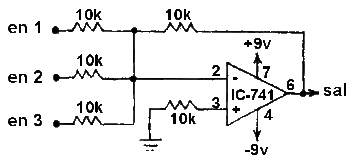 10k 10k
en 1
+9v
10k
7
en 2 2 - 6 sal
IC-741
10k 3 +
10k 4
en 3
-9v